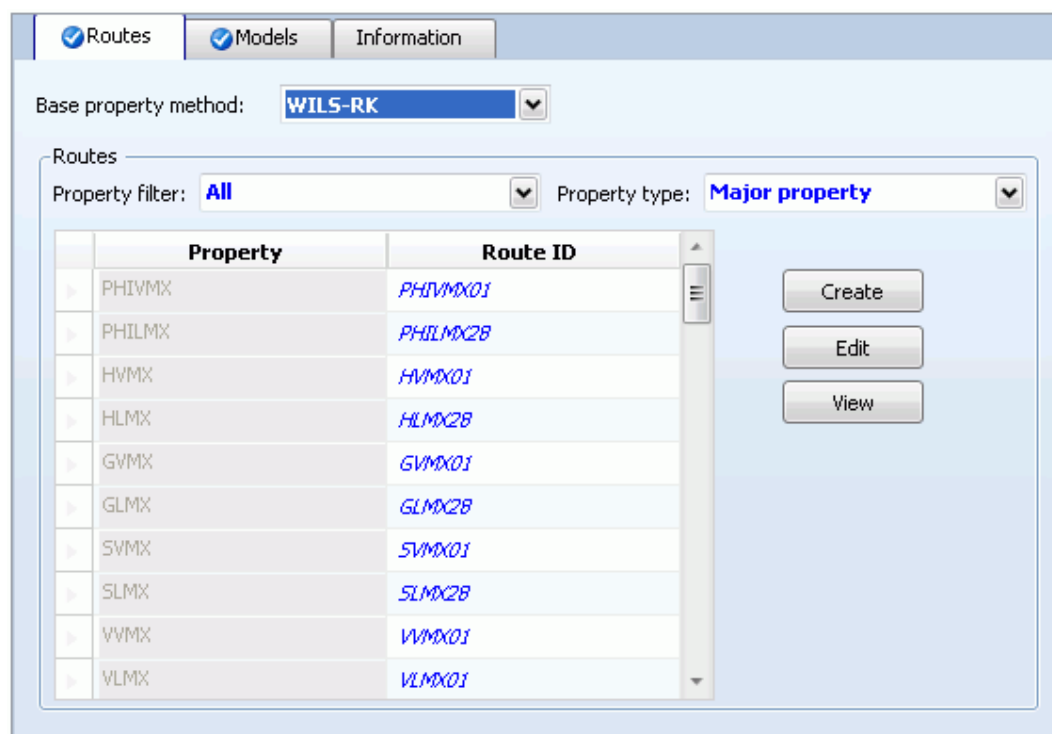 Routes Models Information
Base property method: WILS-RK
Routes
Property filter: All Property type: Major property
Property Route ID
PHIVMX PHIVMX01
PHILMX PHILMX28
HVMX HVMX01
HLMX HLMX28
GVMX GVMX01
GLMX GLMX28
SVMX SVMX01
SLMX SLMX28
VVMX VVMX01
VLMX VLMX01
Create
Edit
View